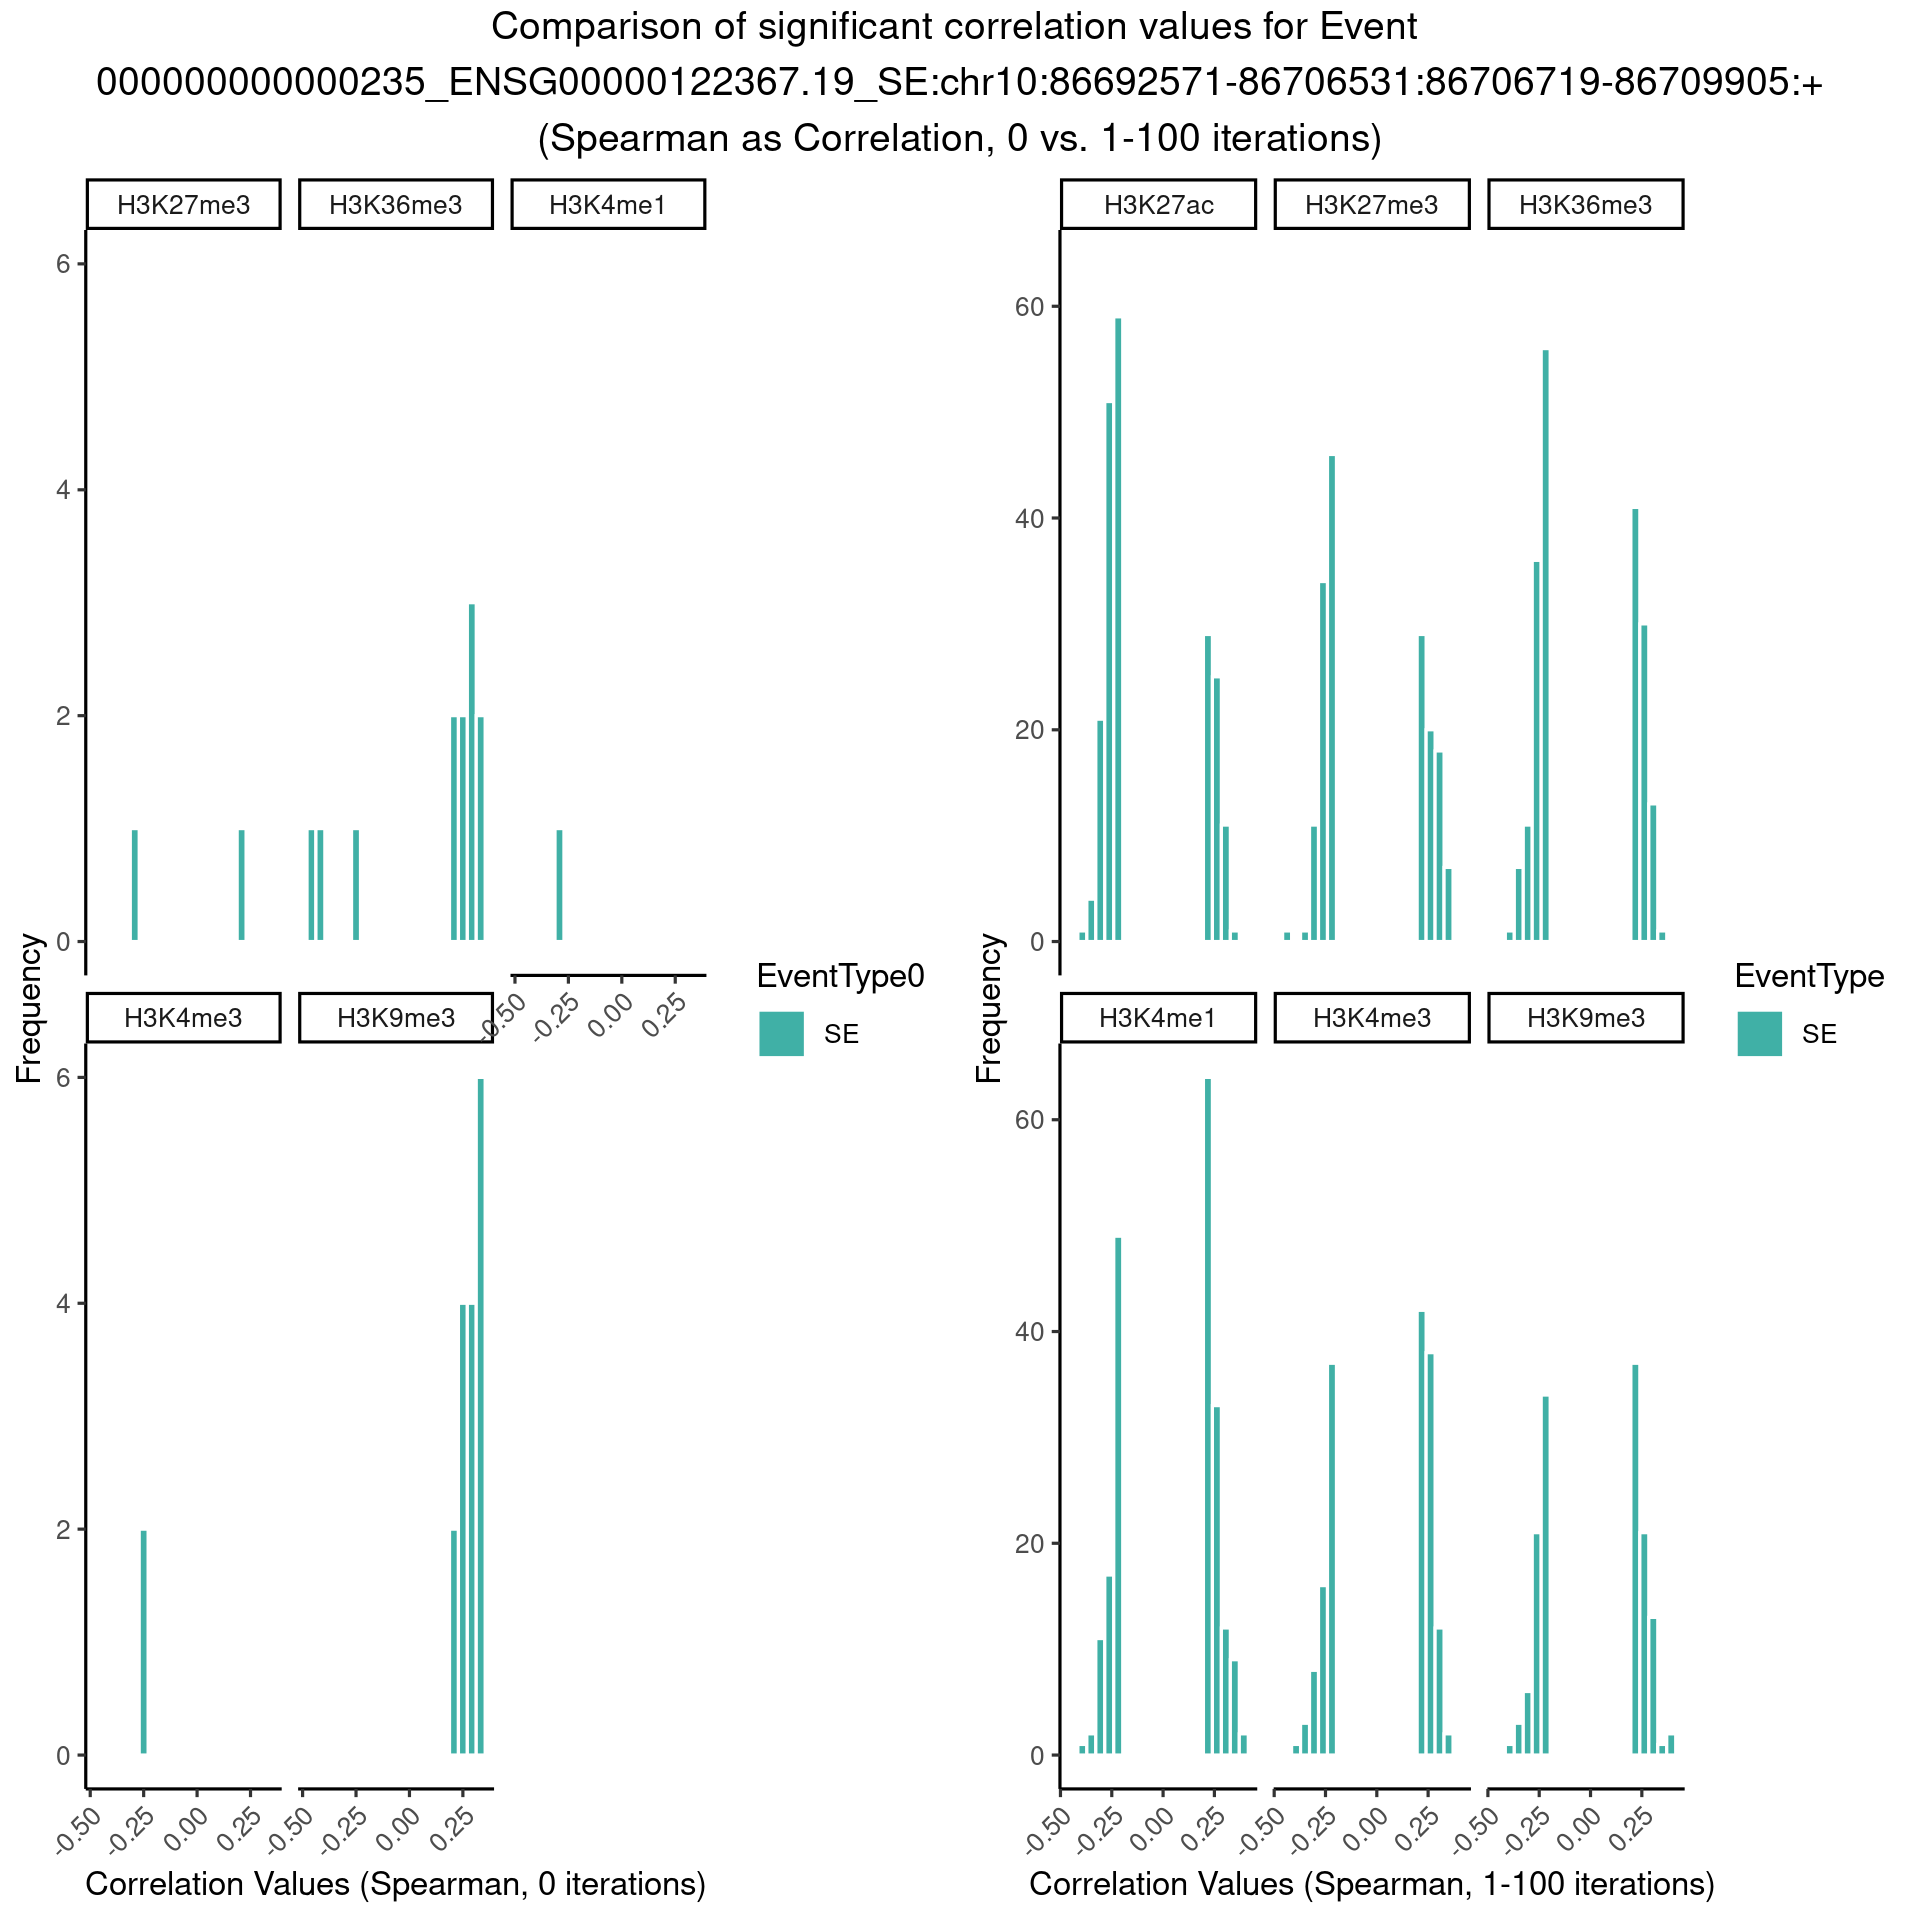 Comparison of significant correlation values for Event
000000000000235_ENSG00000122367.19_SE:chr10:86692571-86706531:86706719-86709905:+
(Spearman as Correlation, 0 vs. 1-100 iterations)
H3K27me3 H3K36me3 H3K4me1
6
4
2
0
-0.50 -0.25 0.00 0.25
H3K4me3 H3K9me3
6
4
2
0
-0.50 -0.25 0.00 0.25 -0.50 -0.25 0.00 0.25
Frequency
Correlation Values (Spearman, 0 iterations)
EventType0
SE
H3K27ac H3K27me3 H3K36me3
60
40
20
0
H3K4me1 H3K4me3 H3K9me3
60
40
20
0
-0.50 -0.25 0.00 0.25 -0.50 -0.25 0.00 0.25 -0.50 -0.25 0.00 0.25
Frequency
Correlation Values (Spearman, 1-100 iterations)
EventType
SE